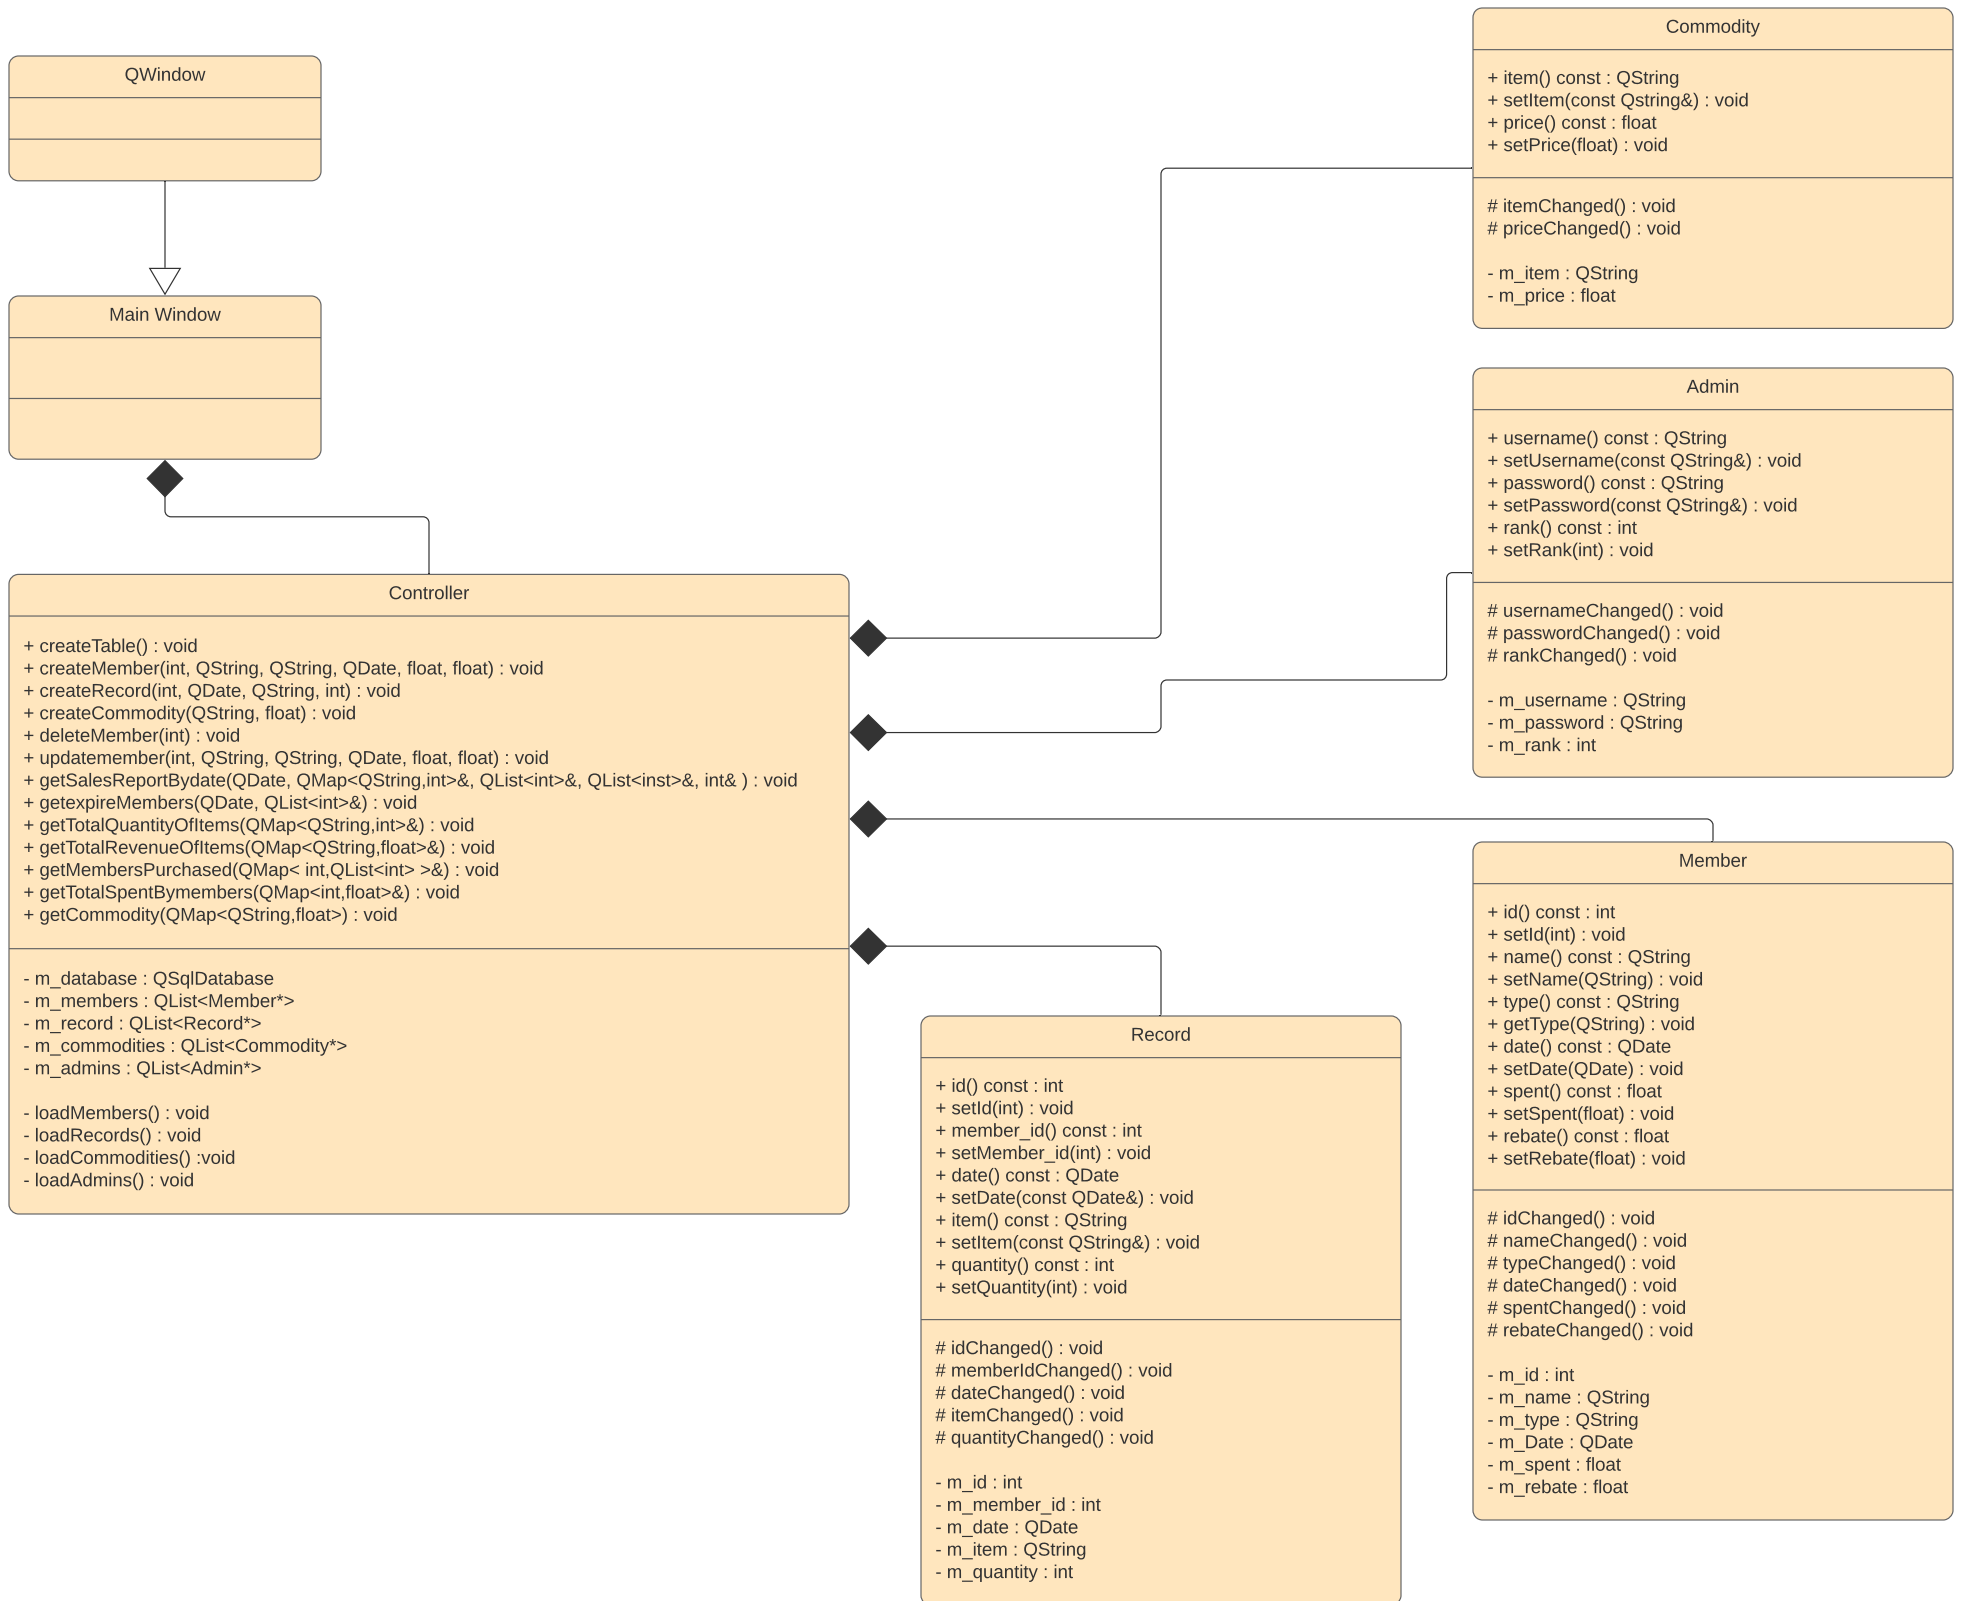 QWindow
Main Window
Controller
+ createTable() : void
+ createMember(int, QString, QString, QDate, float, float) : void
+ createRecord(int, QDate, QString, int) : void
+ createCommodity(QString, float) : void
+ deleteMember(int) : void
+ updatemember(int, QString, QString, QDate, float, float) : void
+ getSalesReportBydate(QDate, QMap<QString,int>&, QList<int>&, QList<inst>&, int& ) : void
+ getexpireMembers(QDate, QList<int>&) : void
+ getTotalQuantityOfItems(QMap<QString,int>&) : void
+ getTotalRevenueOfItems(QMap<QString,float>&) : void
+ getMembersPurchased(QMap< int,QList<int> >&) : void
+ getTotalSpentBymembers(QMap<int,float>&) : void
+ getCommodity(QMap<QString,float>) : void
- m_database : QSqlDatabase
- m_members : QList<Member*>
- m_record : QList<Record*>
- m_commodities : QList<Commodity*>
- m_admins : QList<Admin*>
- loadMembers() : void
- loadRecords() : void
- loadCommodities() :void
- loadAdmins() : void
Commodity
+ item() const : QString
+ setItem(const Qstring&) : void
+ price() const : float
+ setPrice(float) : void
# itemChanged() : void
# priceChanged() : void
- m_item : QString
- m_price : float
Admin
+ username() const : QString
+ setUsername(const QString&) : void
+ password() const : QString
+ setPassword(const QString&) : void
+ rank() const : int
+ setRank(int) : void
# usernameChanged() : void
# passwordChanged() : void
# rankChanged() : void
- m_username : QString
- m_password : QString
- m_rank : int
Member
+ id() const : int
+ setId(int) : void
+ name() const : QString
+ setName(QString) : void
+ type() const : QString
+ getType(QString) : void
+ date() const : QDate
+ setDate(QDate) : void
+ spent() const : float
+ setSpent(float) : void
+ rebate() const : float
+ setRebate(float) : void
# idChanged() : void
# nameChanged() : void
# typeChanged() : void
# dateChanged() : void
# spentChanged() : void
# rebateChanged() : void
- m_id : int
- m_name : QString
- m_type : QString
- m_Date : QDate
- m_spent : float
- m_rebate : float
Record
+ id() const : int
+ setId(int) : void
+ member_id() const : int
+ setMember_id(int) : void
+ date() const : QDate
+ setDate(const QDate&) : void
+ item() const : QString
+ setItem(const QString&) : void
+ quantity() const : int
+ setQuantity(int) : void
# idChanged() : void
# memberIdChanged() : void
# dateChanged() : void
# itemChanged() : void
# quantityChanged() : void
- m_id : int
- m_member_id : int
- m_date : QDate
- m_item : QString
- m_quantity : int